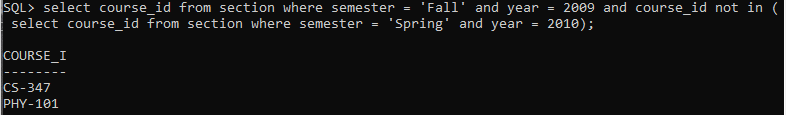 SQL> select course_id from section where semester = 'Fall' and year = 2009 and course_id not in (
 select course_id from section where semester = 'Spring' and year = 2010);
COURSE_I
--------
CS-347
PHY-101